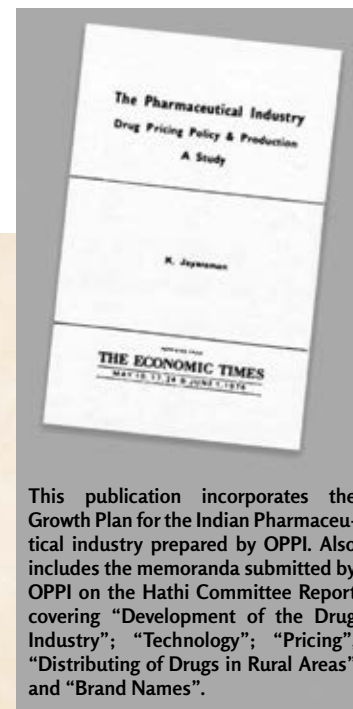 The Pharmaceutical Industry
Drug Pricing Policy & Production
A Study
K. Jaywaman
THE ECONOMIC TIMES
This publication incorporates the
Growth Plan for the Indian Pharmaceu-
tical industry prepared by OPPI. Also
includes the memoranda submitted by
OPPI on the Hathi Committee Report
covering “Development of the Drug
Industry”; “Technology”; “Pricing”,
“Distributing of Drugs in Rural Areas”
and “Brand Names”.